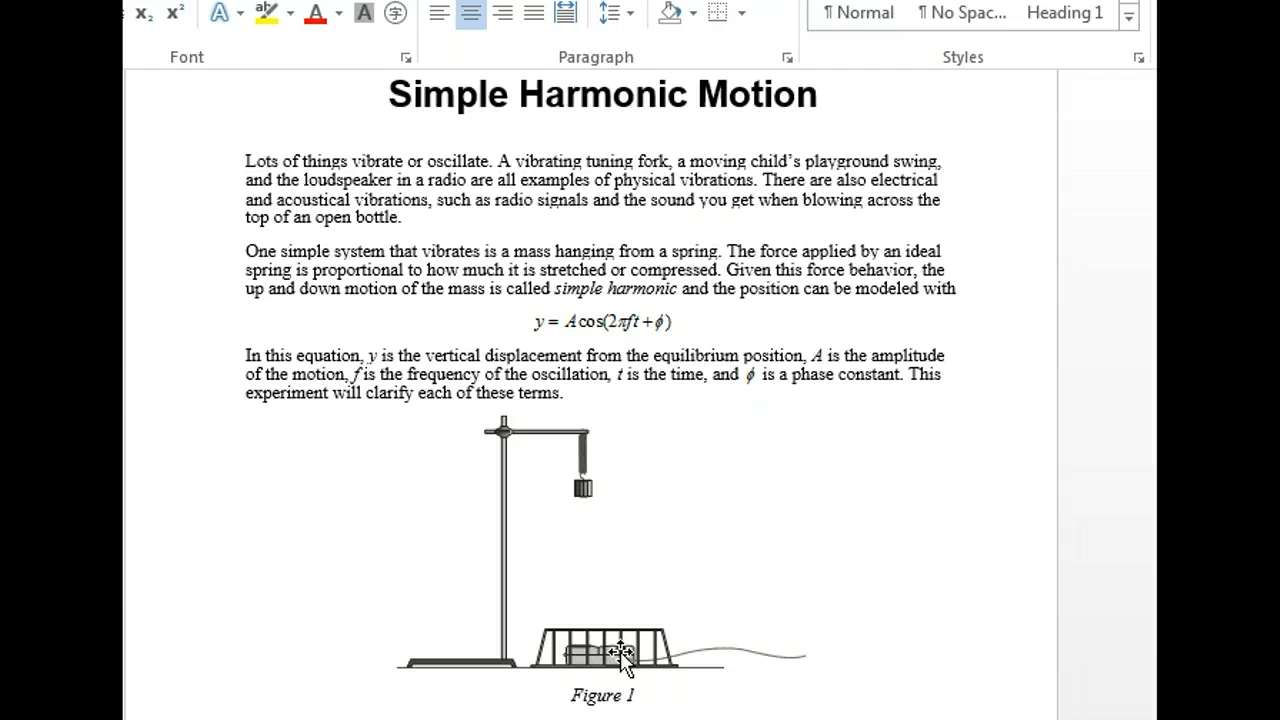 x₂ x² A aby A A 字 ¶ Normal ¶ No Spac... Heading 1
Font Paragraph Styles
Simple Harmonic Motion
Lots of things vibrate or oscillate. A vibrating tuning fork, a moving child's playground swing,
and the loudspeaker in a radio are all examples of physical vibrations. There are also electrical
and acoustical vibrations, such as radio signals and the sound you get when blowing across the
top of an open bottle.
One simple system that vibrates is a mass hanging from a spring. The force applied by an ideal
spring is proportional to how much it is stretched or compressed. Given this force behavior, the
up and down motion of the mass is called simple harmonic and the position can be modeled with
y = A cos(2πft + ϕ)
In this equation, y is the vertical displacement from the equilibrium position, A is the amplitude
of the motion, f is the frequency of the oscillation, t is the time, and ϕ is a phase constant. This
experiment will clarify each of these terms.
Figure 1